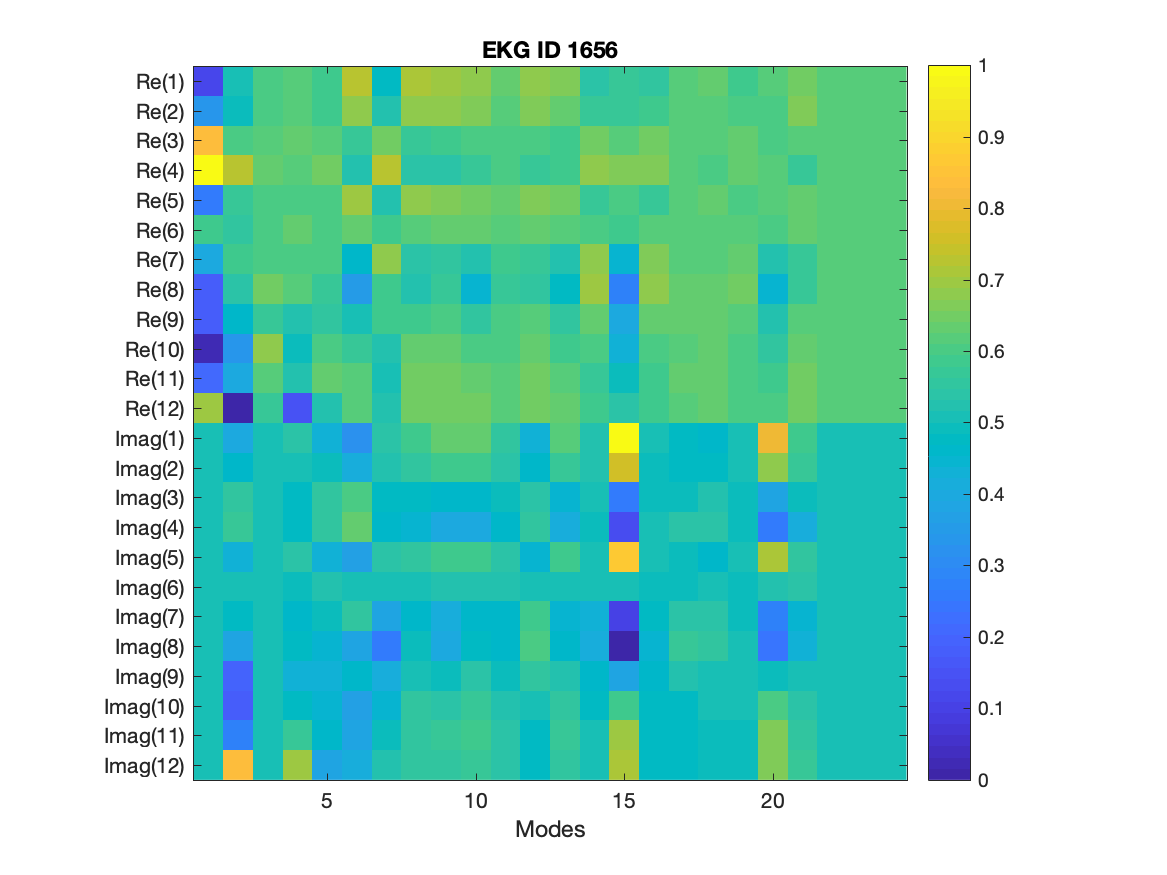 EKG ID 1656
Re(1)
Re(2)
Re(3)
Re(4)
Re(5)
Re(6)
Re(7)
Re(8)
Re(9)
Re(10)
Re(11)
Re(12)
Imag(1)
Imag(2)
Imag(3)
Imag(4)
Imag(5)
Imag(6)
Imag(7)
Imag(8)
Imag(9)
Imag(10)
Imag(11)
Imag(12)
5 10 15 20
Modes
1
0.9
0.8
0.7
0.6
0.5
0.4
0.3
0.2
0.1
0